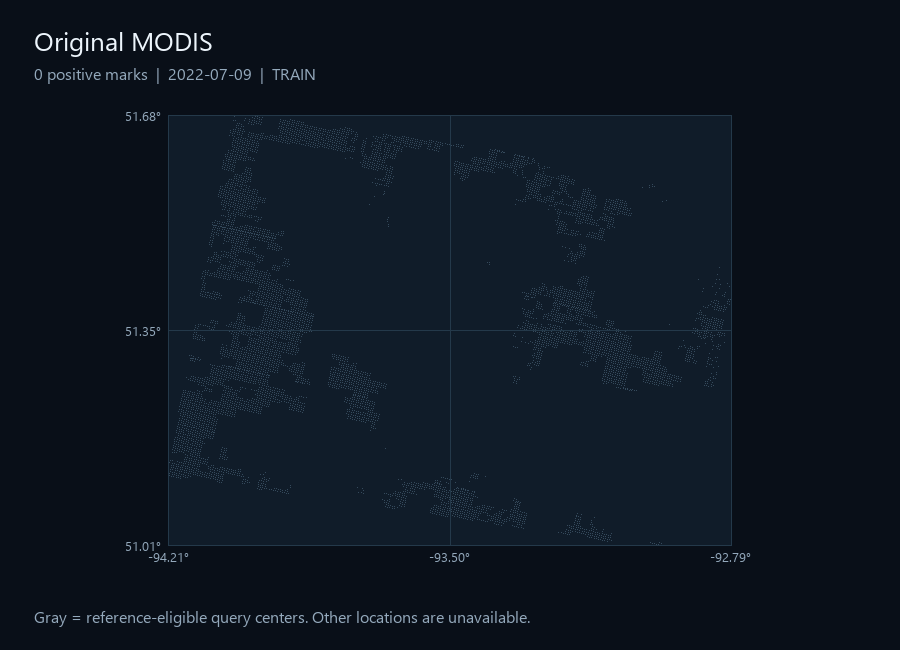 Original MODIS
0 positive marks | 2022-07-09 | TRAIN
51.68°
51.35°
51.01°
-94.21°
-93.50°
-92.79°
Gray = reference-eligible query centers. Other locations are unavailable.